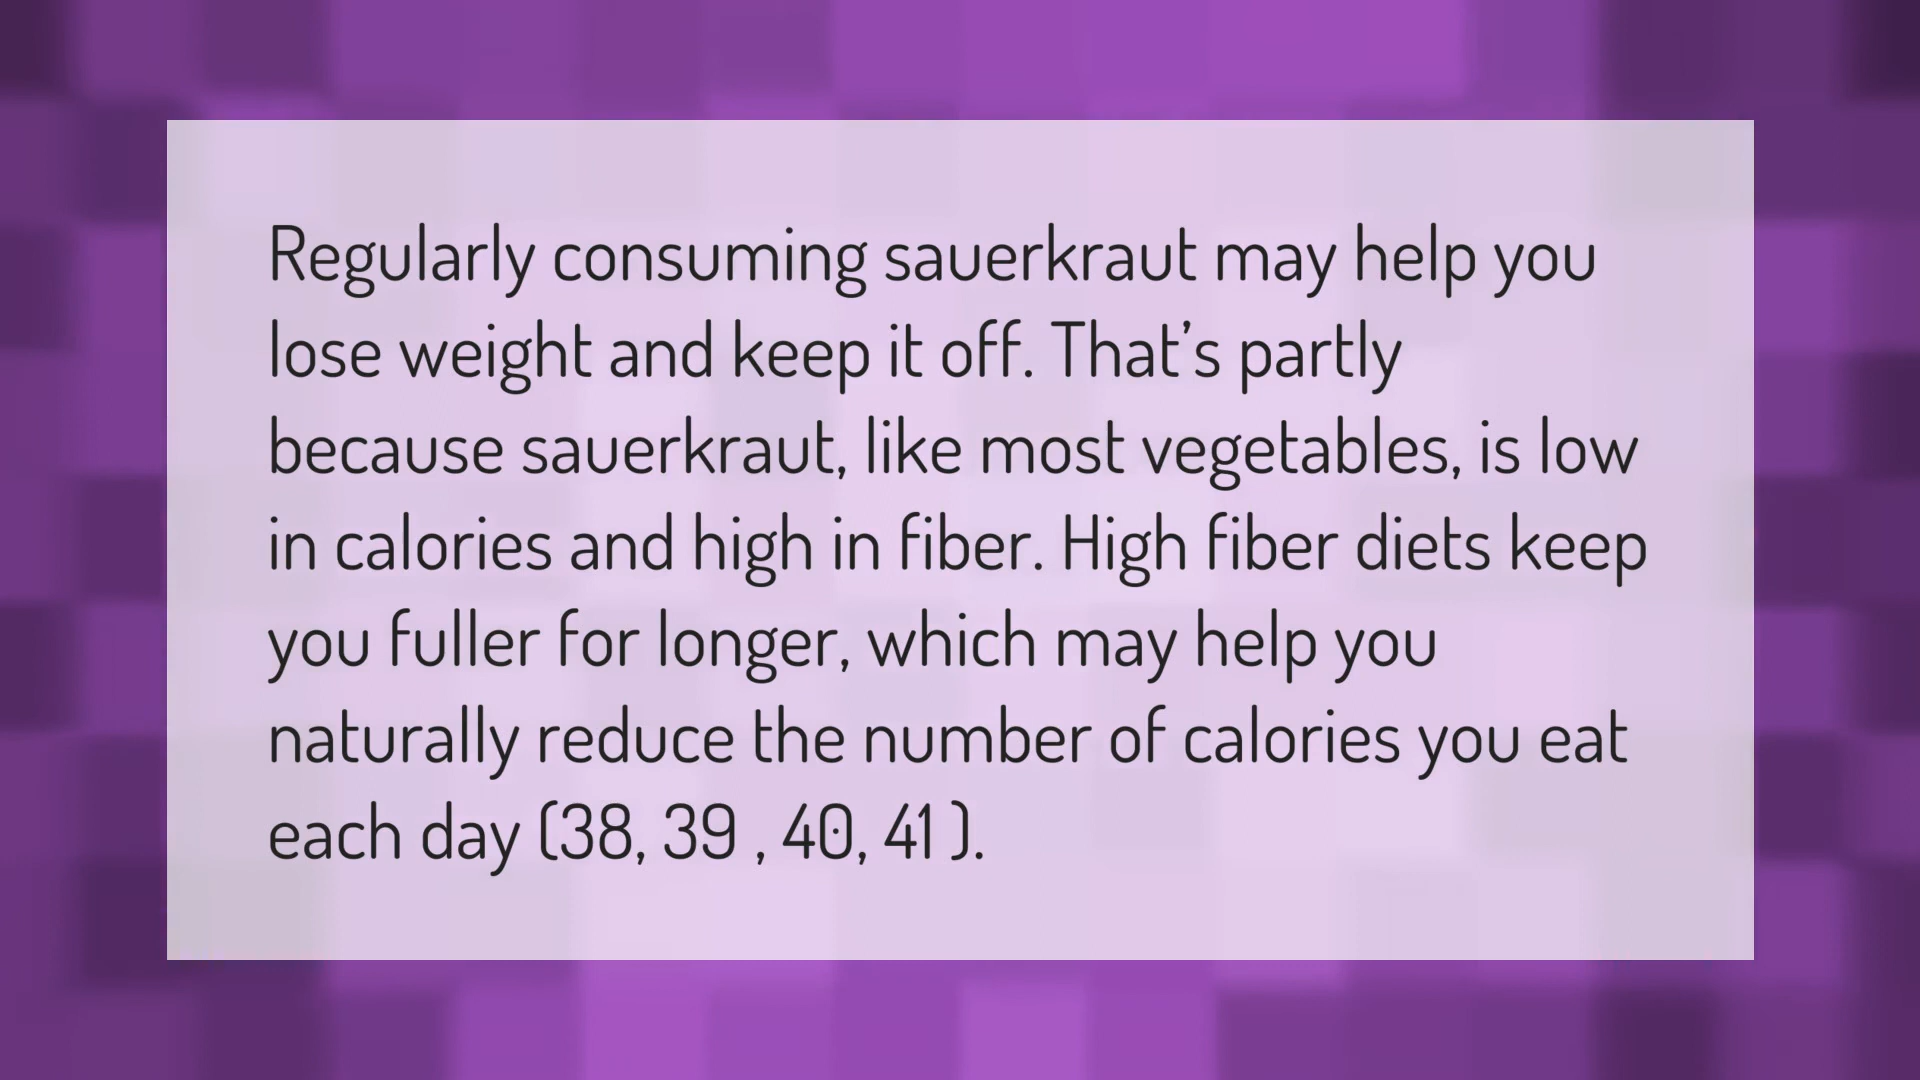 Regularly consuming sauerkraut may help you
lose weight and keep it off. That’s partly
because sauerkraut, like most vegetables, is low
in calories and high in fiber. High fiber diets keep
you fuller for longer, which may help you
naturally reduce the number of calories you eat
each day (38, 39 , 40, 41 ).